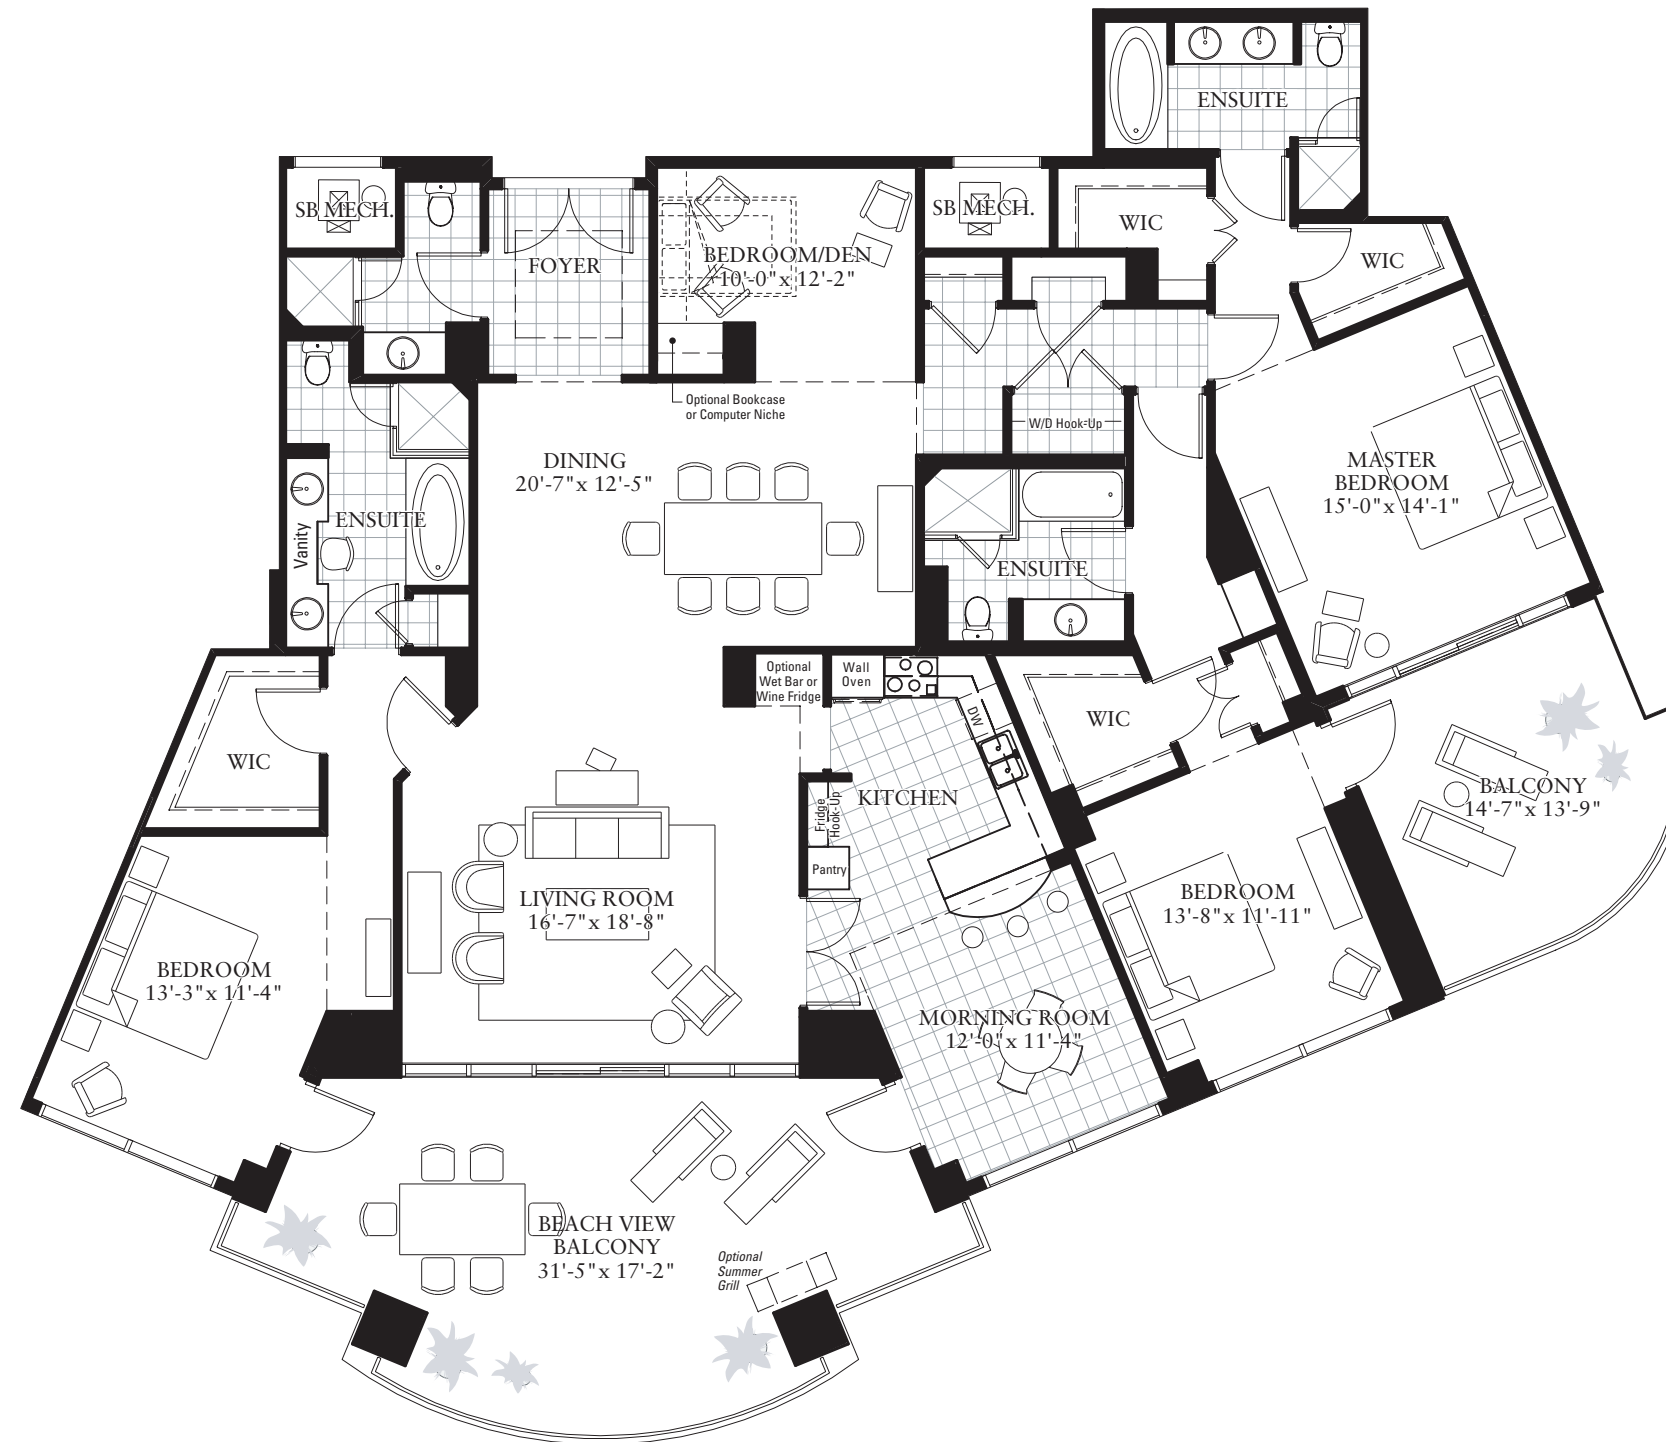 ENSUITE
SB MECH.
FOYER
BEDROOM/DEN
10'-0" x 12'-2"
SB MECH.
WIC
WIC
Optional Bookcase
or Computer Niche
W/D Hook-Up
DINING
20'-7" x 12'-5"
MASTER
BEDROOM
15'-0" x 14'-1"
Vanity
ENSUITE
ENSUITE
Optional
Wet Bar or
Wine Fridge
Wall
Oven
DW
WIC
WIC
KITCHEN
Fridge
Hook-Up
Pantry
BALCONY
14'-7" x 13'-9"
LIVING ROOM
16'-7" x 18'-8"
BEDROOM
13'-8" x 11'-11"
BEDROOM
13'-3" x 11'-4"
MORNING ROOM
12'-0" x 11'-4"
BEACH VIEW
BALCONY
31'-5" x 17'-2"
Optional
Summer
Grill